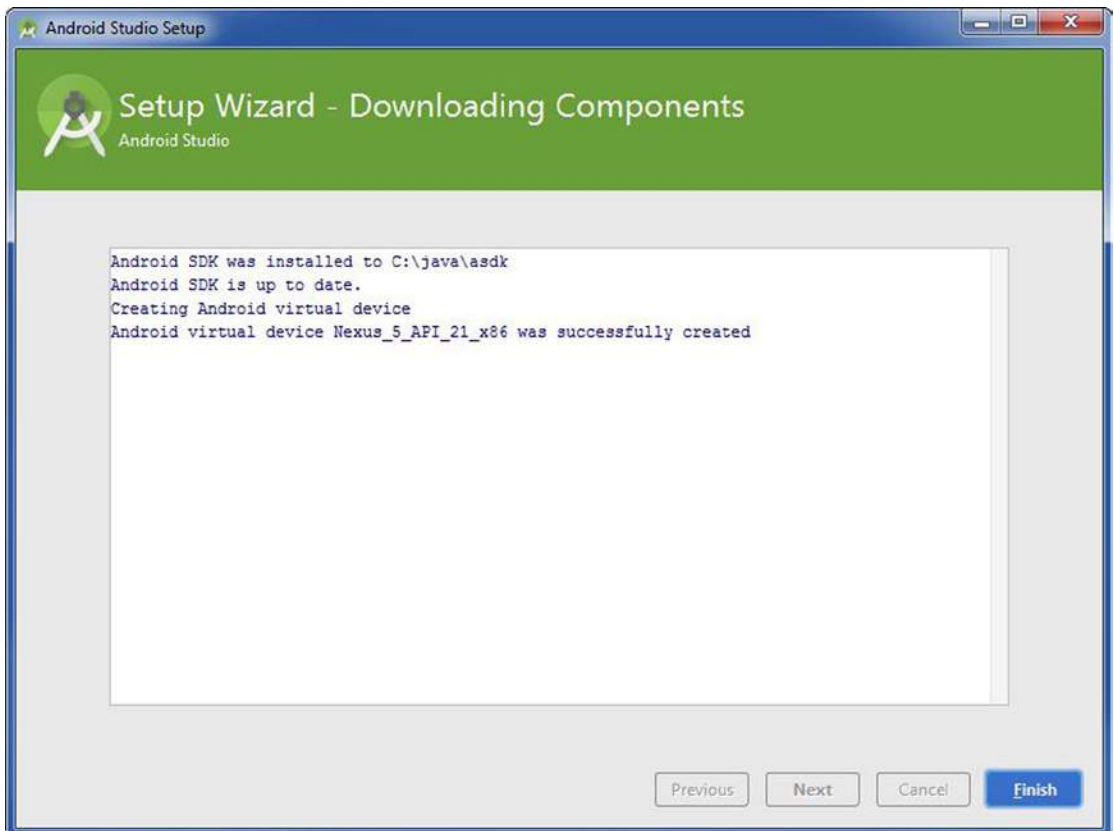 Android Studio Setup
Setup Wizard - Downloading Components
Android Studio
Android SDK was installed to C:\java\asdk
Android SDK is up to date.
Creating Android virtual device
Android virtual device Nexus_5_API_21_x86 was successfully created
Previous Next Cancel Finish